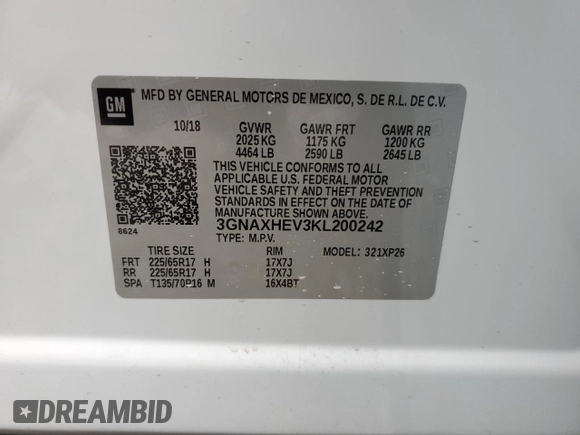 GM
MFD BY GENERAL MOTORS DE MEXICO, S. DE R.L. DE C.V.
10/18 GVWR GAWR FRT GAWR RR
2025 KG 1175 KG 1200 KG
4464 LB 2590 LB 2645 LB
THIS VEHICLE CONFORMS TO ALL
APPLICABLE U.S. FEDERAL MOTOR
VEHICLE SAFETY AND THEFT PREVENTION
STANDARDS IN EFFECT ON THE DATE OF
MANUFACTURE SHOWN ABOVE.
8624
3GNAXHEV3KL200242
TYPE: M.P.V.
TIRE SIZE RIM MODEL: 321XP26
FRT 225/65R17 H 17X7J
RR 225/65R17 H 17X7J
SPA T135/70R16 M 16X4BT
DREAMBID